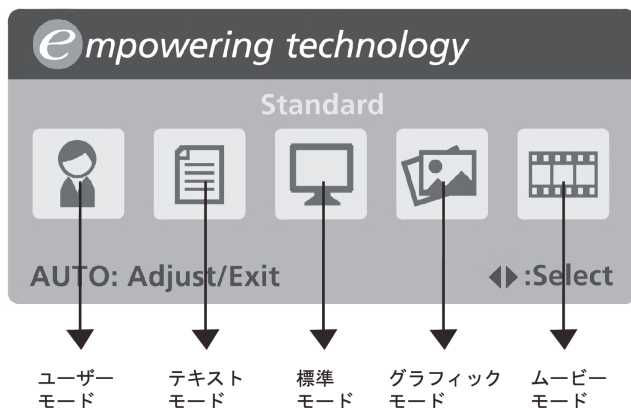 empowering technology
Standard
AUTO: Adjust/Exit ◀▶:Select
ユーザー テキスト 標準 グラフィック ムービー
モード モード モード モード モード